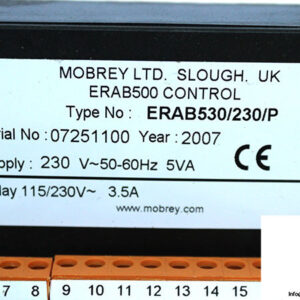 MOBREY LTD. SLOUGH. UK
ERAB500 CONTROL
Type No : ERAB530/230/P
rial No : 07251100 Year : 2007
pply : 230 V~50-60Hz 5VA
CE
lay 115/230V~ 3.5A
www.mobrey.com
7 8 9 10 11 12 13 14 15